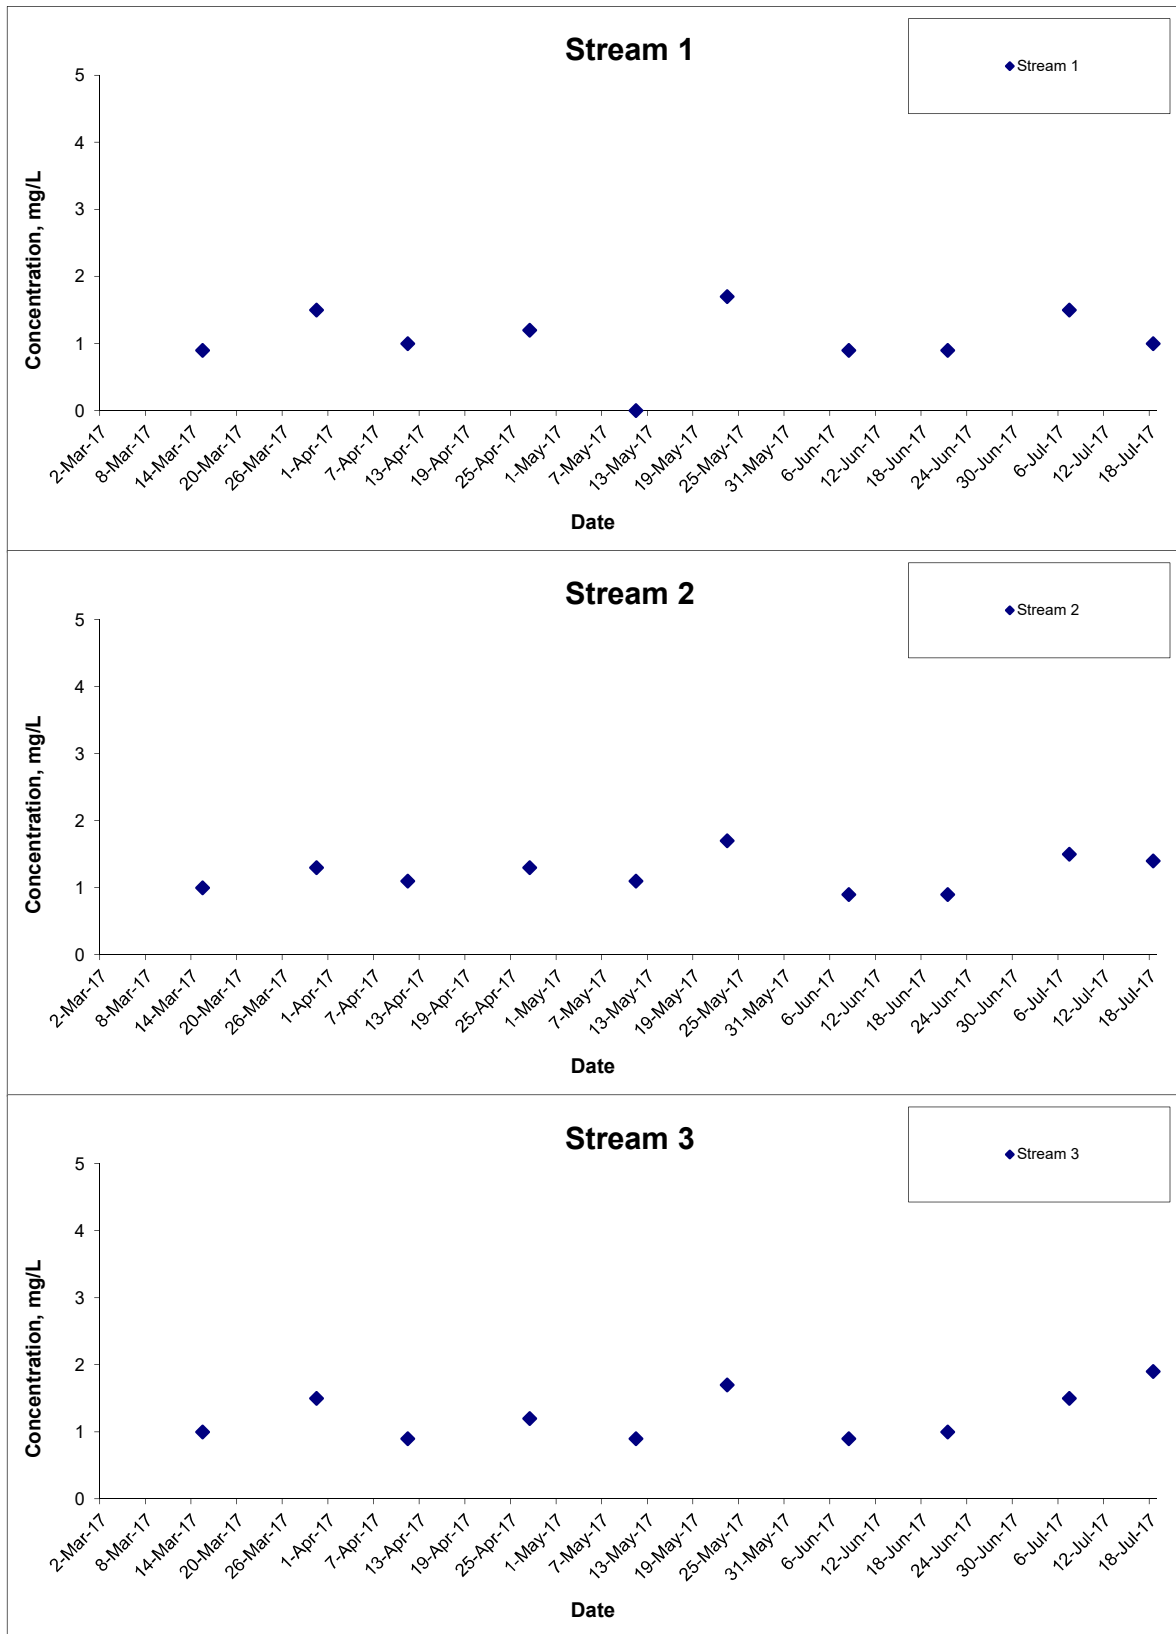 Stream 1
Stream 1
Concentration, mg/L
5
4
3
2
1
0
2-Mar-17
8-Mar-17
14-Mar-17
20-Mar-17
26-Mar-17
1-Apr-17
7-Apr-17
13-Apr-17
19-Apr-17
25-Apr-17
1-May-17
7-May-17
13-May-17
19-May-17
25-May-17
31-May-17
6-Jun-17
12-Jun-17
18-Jun-17
24-Jun-17
30-Jun-17
6-Jul-17
12-Jul-17
18-Jul-17
Date
Stream 2
Stream 2
Concentration, mg/L
5
4
3
2
1
0
2-Mar-17
8-Mar-17
14-Mar-17
20-Mar-17
26-Mar-17
1-Apr-17
7-Apr-17
13-Apr-17
19-Apr-17
25-Apr-17
1-May-17
7-May-17
13-May-17
19-May-17
25-May-17
31-May-17
6-Jun-17
12-Jun-17
18-Jun-17
24-Jun-17
30-Jun-17
6-Jul-17
12-Jul-17
18-Jul-17
Date
Stream 3
Stream 3
Concentration, mg/L
5
4
3
2
1
0
2-Mar-17
8-Mar-17
14-Mar-17
20-Mar-17
26-Mar-17
1-Apr-17
7-Apr-17
13-Apr-17
19-Apr-17
25-Apr-17
1-May-17
7-May-17
13-May-17
19-May-17
25-May-17
31-May-17
6-Jun-17
12-Jun-17
18-Jun-17
24-Jun-17
30-Jun-17
6-Jul-17
12-Jul-17
18-Jul-17
Date